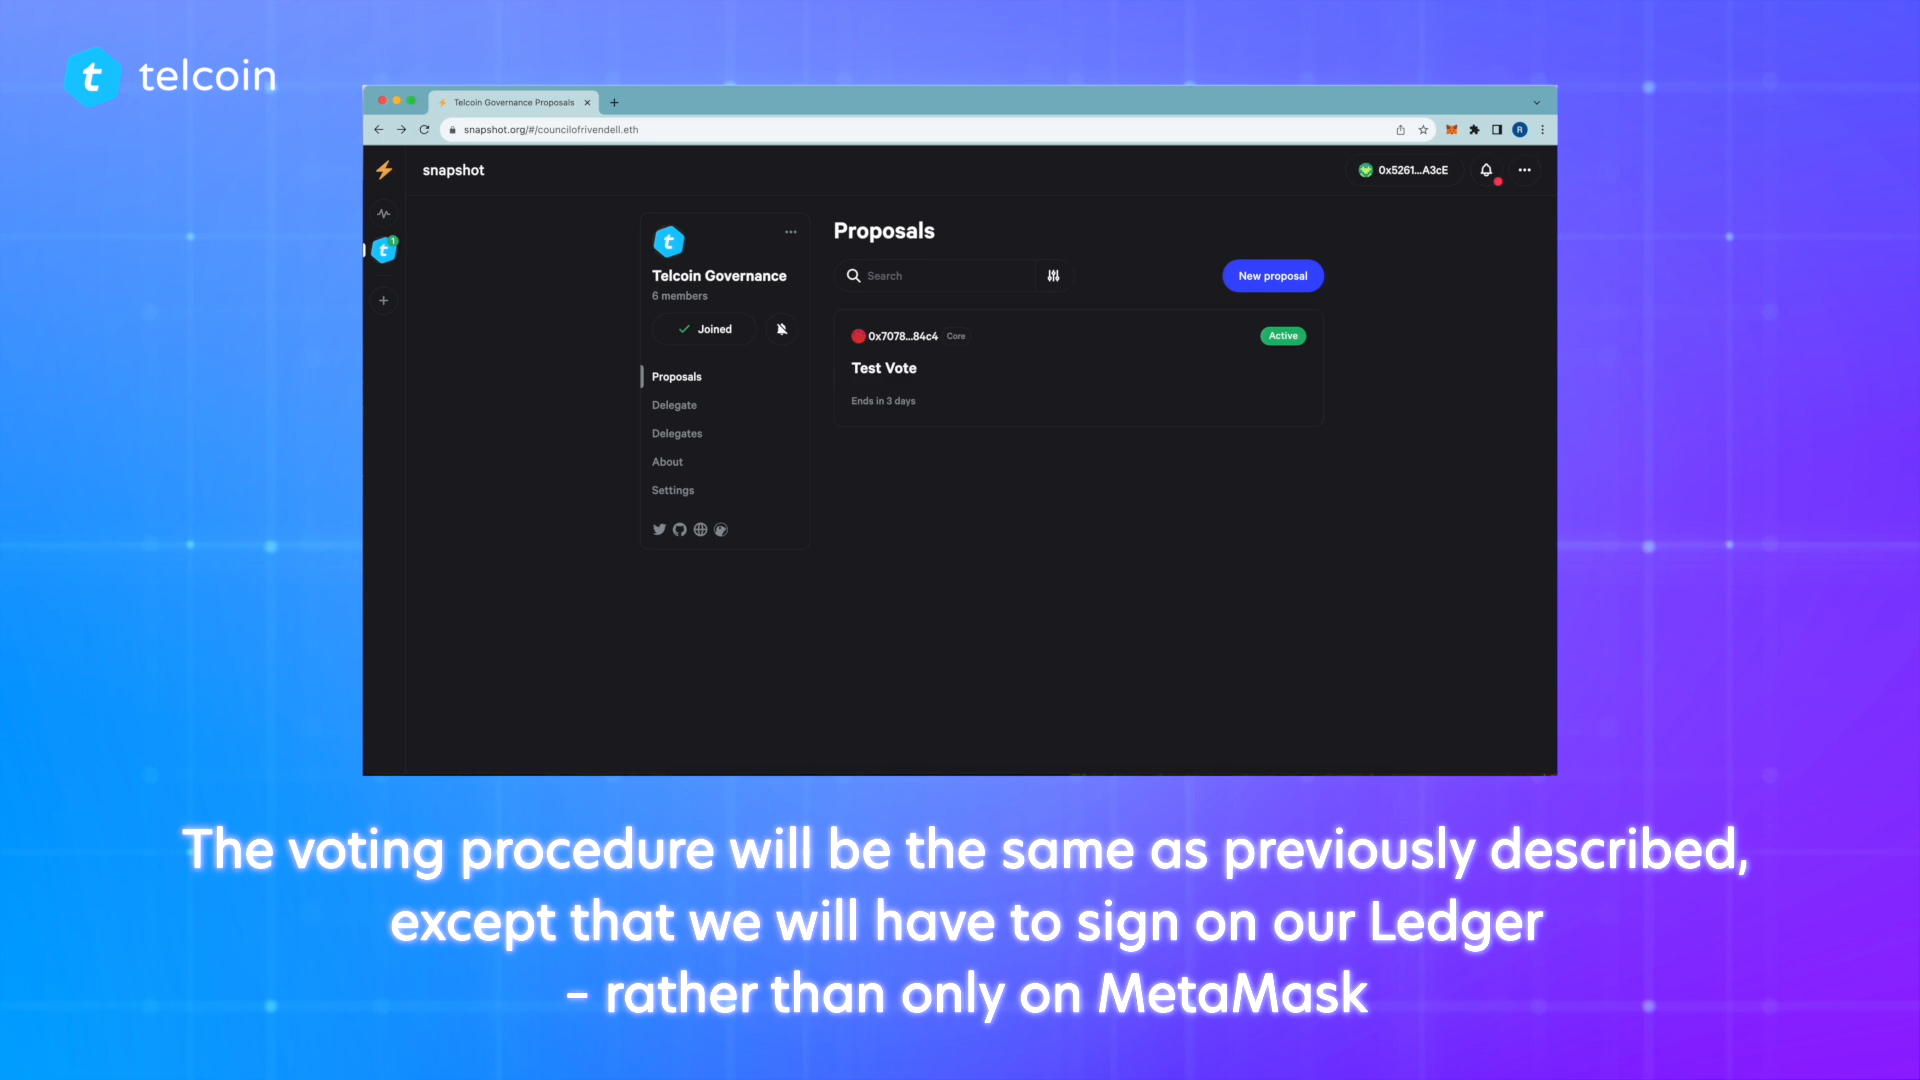 telcoin
Telcoin Governance Proposals
snapshot.org/#/councilofrivendell.eth
R
snapshot
0x5261...A3cE
1
Telcoin Governance
6 members
Joined
Proposals
Delegate
Delegates
About
Settings
Proposals
Search
New proposal
0x7078...84c4 Core
Active
Test Vote
Ends in 3 days
The voting procedure will be the same as previously described,
except that we will have to sign on our Ledger
– rather than only on MetaMask